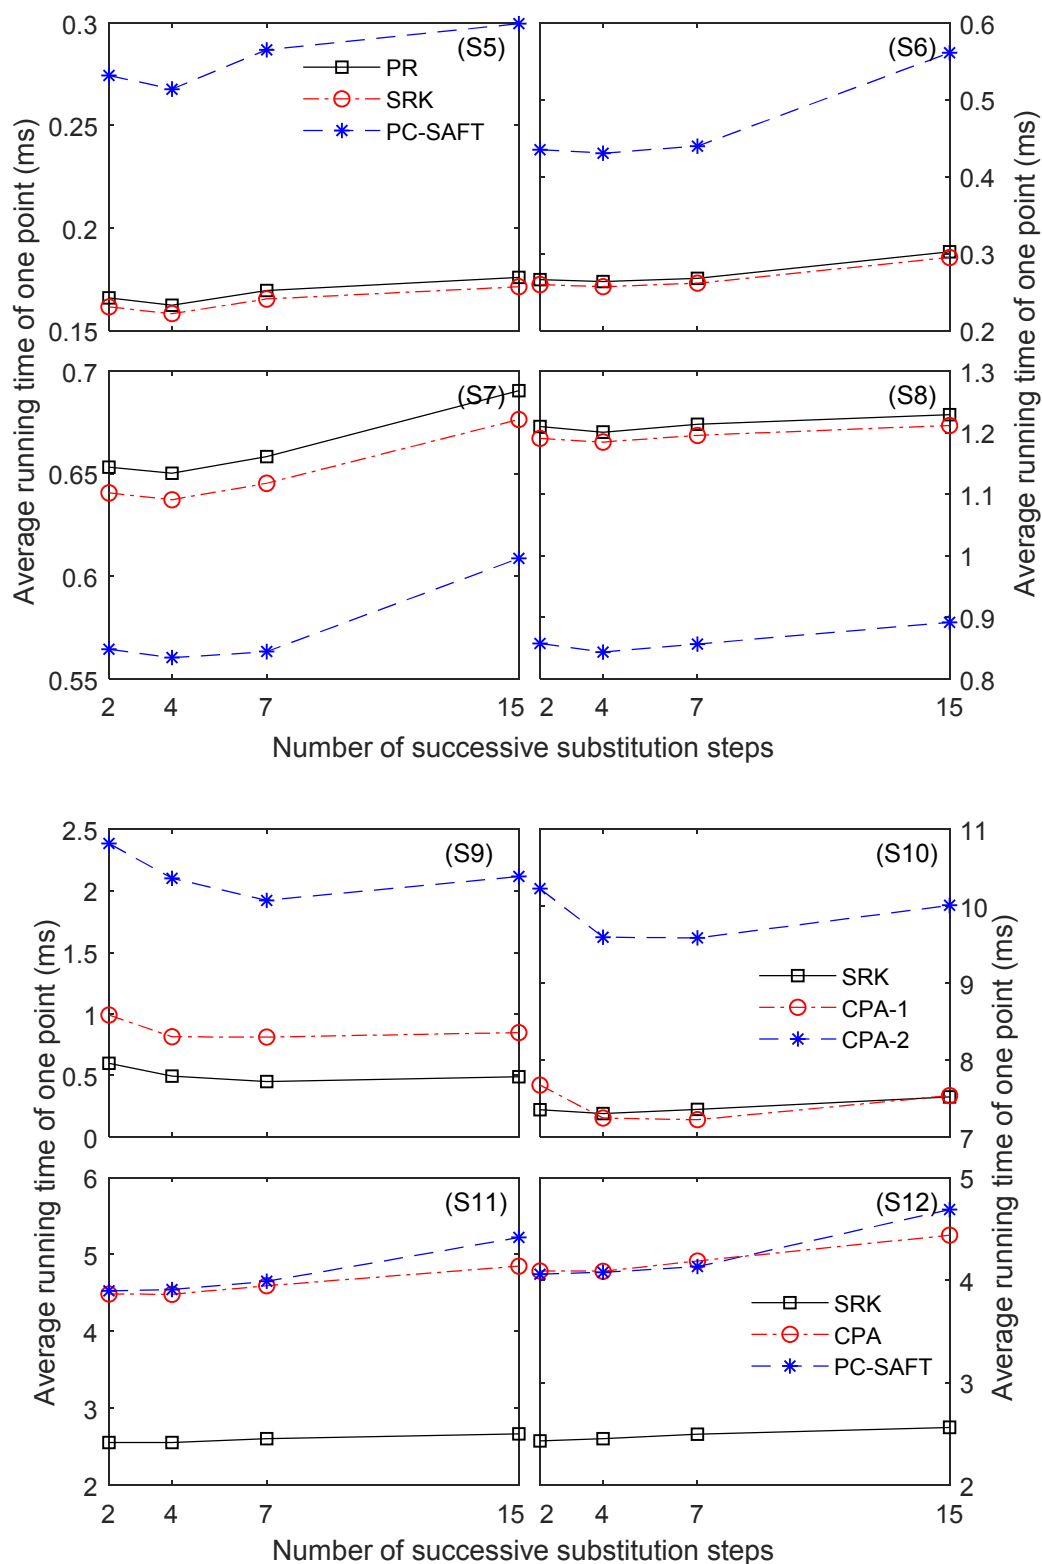 0.3
0.25
0.2
0.15
Average running time of one point (ms)
(S5)
PR
SRK
PC-SAFT
(S6)
0.6
0.5
0.4
0.3
0.2
Average running time of one point (ms)
0.7
0.65
0.6
0.55
(S7)
(S8)
1.3
1.2
1.1
1
0.9
0.8
2 4 7 15 2 4 7 15
Number of successive substitution steps
2.5
2
1.5
1
0.5
0
Average running time of one point (ms)
(S9)
(S10)
SRK
CPA-1
CPA-2
11
10
9
8
7
Average running time of one point (ms)
6
5
4
3
2
(S11)
(S12)
SRK
CPA
PC-SAFT
5
4
3
2
2 4 7 15 2 4 7 15
Number of successive substitution steps